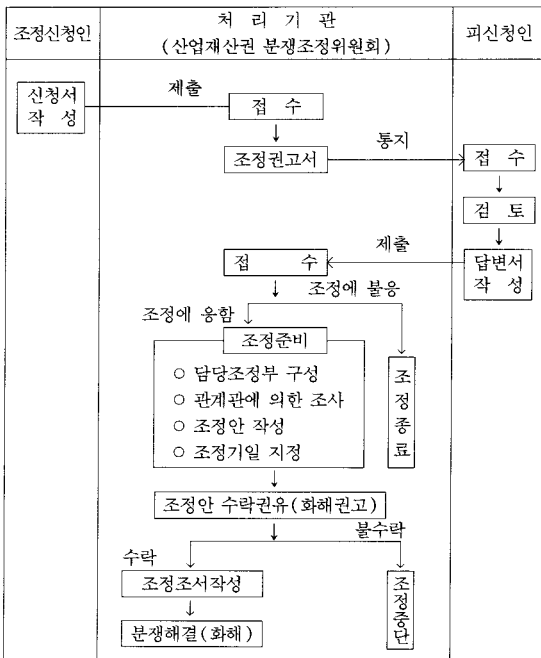 조정신청인
처 리 기 관
(산업재산권 분쟁조정위원회)
피신청인
신청서
작 성
제출
접 수
조정권고서
통지
접 수
검 토
답변서
작 성
제출
접 수
조정에 불응
조정에 응함
조정준비
○ 담당조정부 구성
○ 관계관에 의한 조사
○ 조정안 작성
○ 조정기일 지정
조정종료
조정안 수락권유(화해권고)
불수락
수락
조정조서작성
조정중단
분쟁해결(화해)